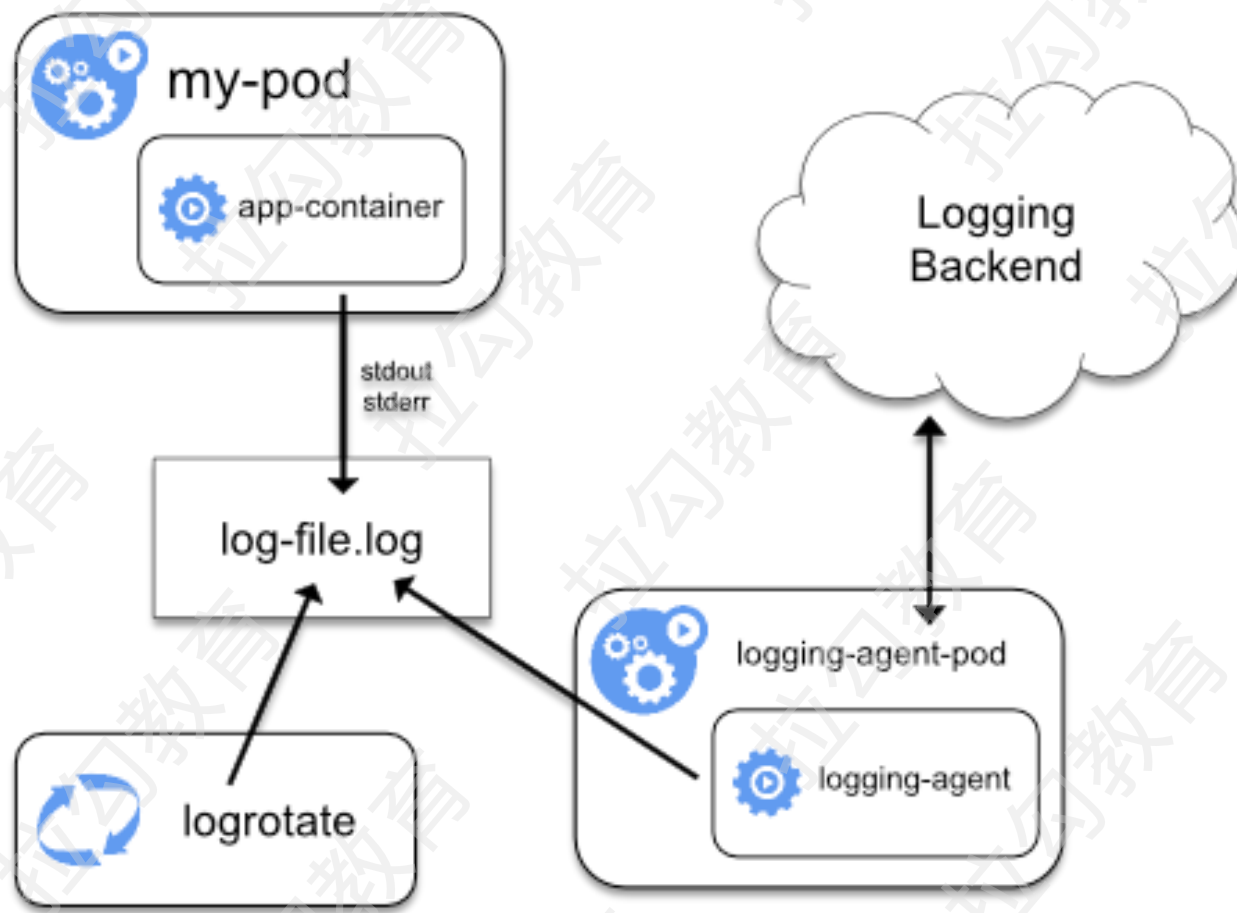 my-pod
app-container
stdout
stderr
log-file.log
logrotate
Logging
Backend
logging-agent-pod
logging-agent
拉勾教育